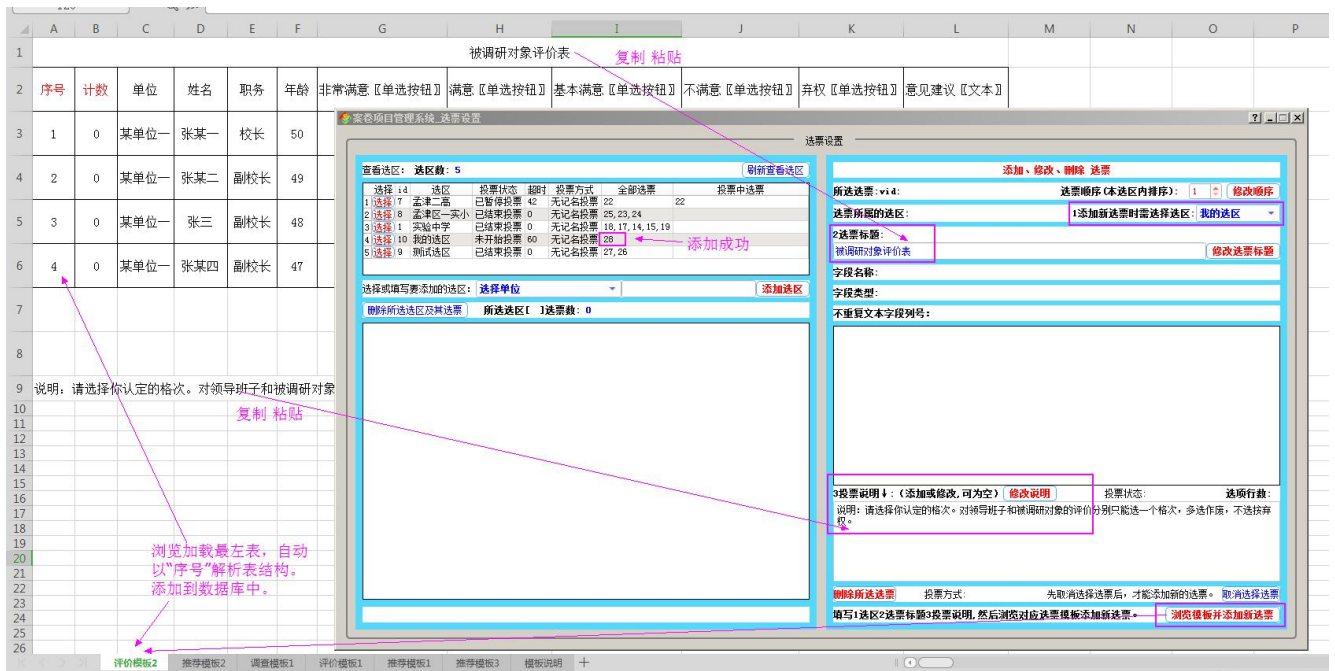 A B C D E F G H I J K L M N O P
1 被调研对象评价表
复制 粘贴
2 序号 计数 单位 姓名 职务 年龄 非常满意〖单选按钮〗 满意〖单选按钮〗 基本满意〖单选按钮〗 不满意〖单选按钮〗 弃权〖单选按钮〗 意见建议〖文本〗
3 1 0 某单位一 张某一 校长 50
4 2 0 某单位一 张某二 副校长 49
5 3 0 某单位一 张三 副校长 48
6 4 0 某单位一 张某四 副校长 47
7
8
9 说明：请选择你认定的格次。对领导班子和被调研对象
复制 粘贴
10
11
12
13
14
15
16
17
18
19
20
21
22
23
24
25
26
浏览加载最左表，自动
以“序号”解析表结构。
添加到数据库中。
案卷项目管理系统_选票设置
选票设置
查看选区： 选区数：5 刷新查看选区
选择 id 选区 投票状态 超时 投票方式 全部选票 投票中选票
1 选择 7 孟津二高 已暂停投票 42 无记名投票 22 22
2 选择 8 孟津区一实小 已结束投票 0 无记名投票 25,23,24
3 选择 1 实验中学 已结束投票 0 无记名投票 18,17,14,15,19
4 选择 10 我的选区 未开始投票 60 无记名投票 28
5 选择 9 测试选区 已结束投票 0 无记名投票 27,26
添加成功
选择或填写要添加的选区： 选择单位 添加选区
删除所选选区及其选票 所选选区[ ]选票数：0
添加、修改、删除 选票
所选选票：vid： 选票顺序(本选区内排序)： 1 修改顺序
选票所属的选区： 1添加新选票时需选择选区： 我的选区
2选票标题：
被调研对象评价表 修改选票标题
字段名称：
字段类型：
不重复文本字段列号：
3投票说明↓：(添加或修改,可为空) 修改说明 投票状态： 选项行数：
说明：请选择你认定的格次。对领导班子和被调研对象的评价分别只能选一个格次，多选作废，不选按弃
权。
删除所选选票 投票方式： 先取消选择选票后，才能添加新的选票。 取消选择选票
填写1选区2选票标题3投票说明,然后浏览对应选票模板添加新选票。 浏览模板并添加新选票
评价模板2 推荐模板2 调查模板1 评价模板1 推荐模板1 推荐模板3 模板说明